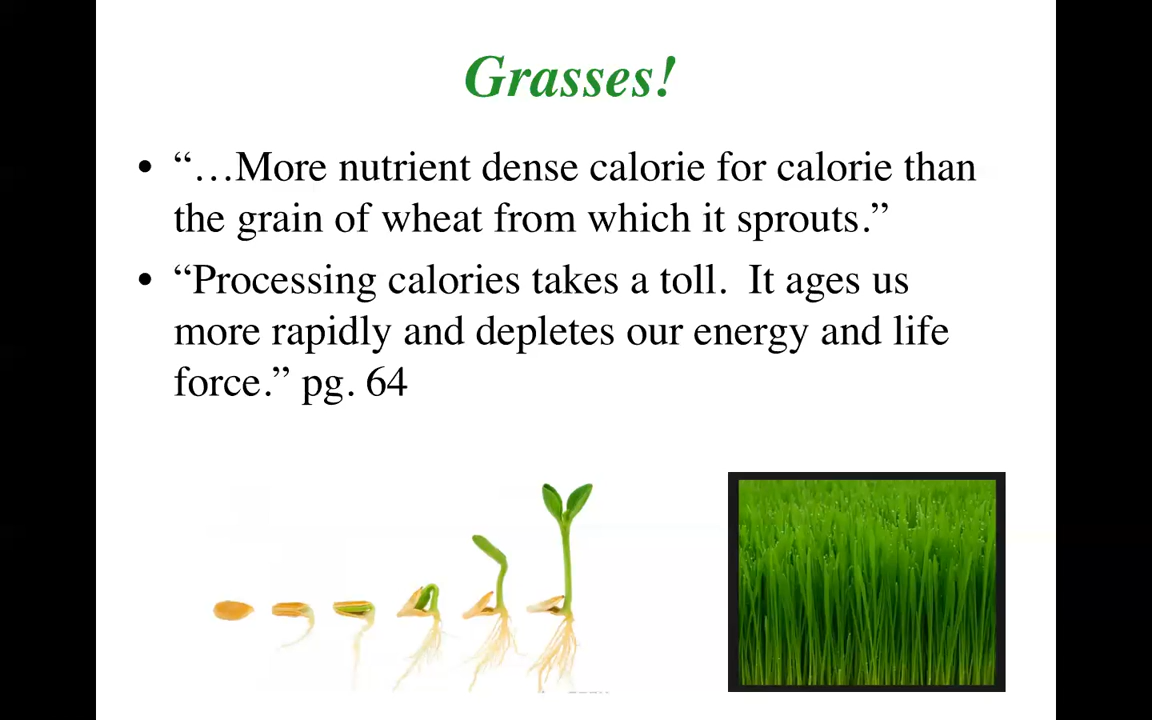 Grasses!
• “…More nutrient dense calorie for calorie than
the grain of wheat from which it sprouts.”
• “Processing calories takes a toll.  It ages us
more rapidly and depletes our energy and life
force.” pg. 64